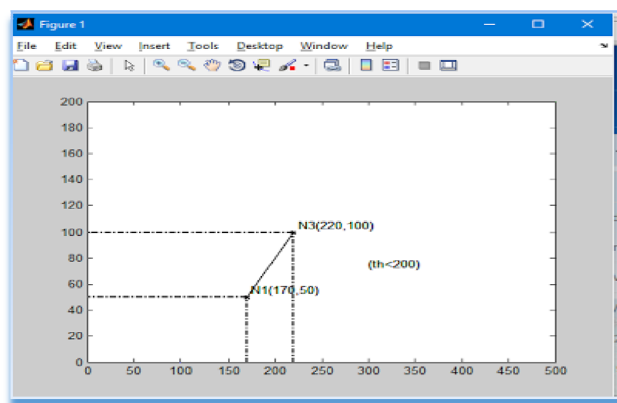 Figure 1
File Edit View Insert Tools Desktop Window Help
200
180
160
140
120
100
80
60
40
20
0
N3(220,100)
(th<200)
N1(170,50)
0 50 100 150 200 250 300 350 400 450 500